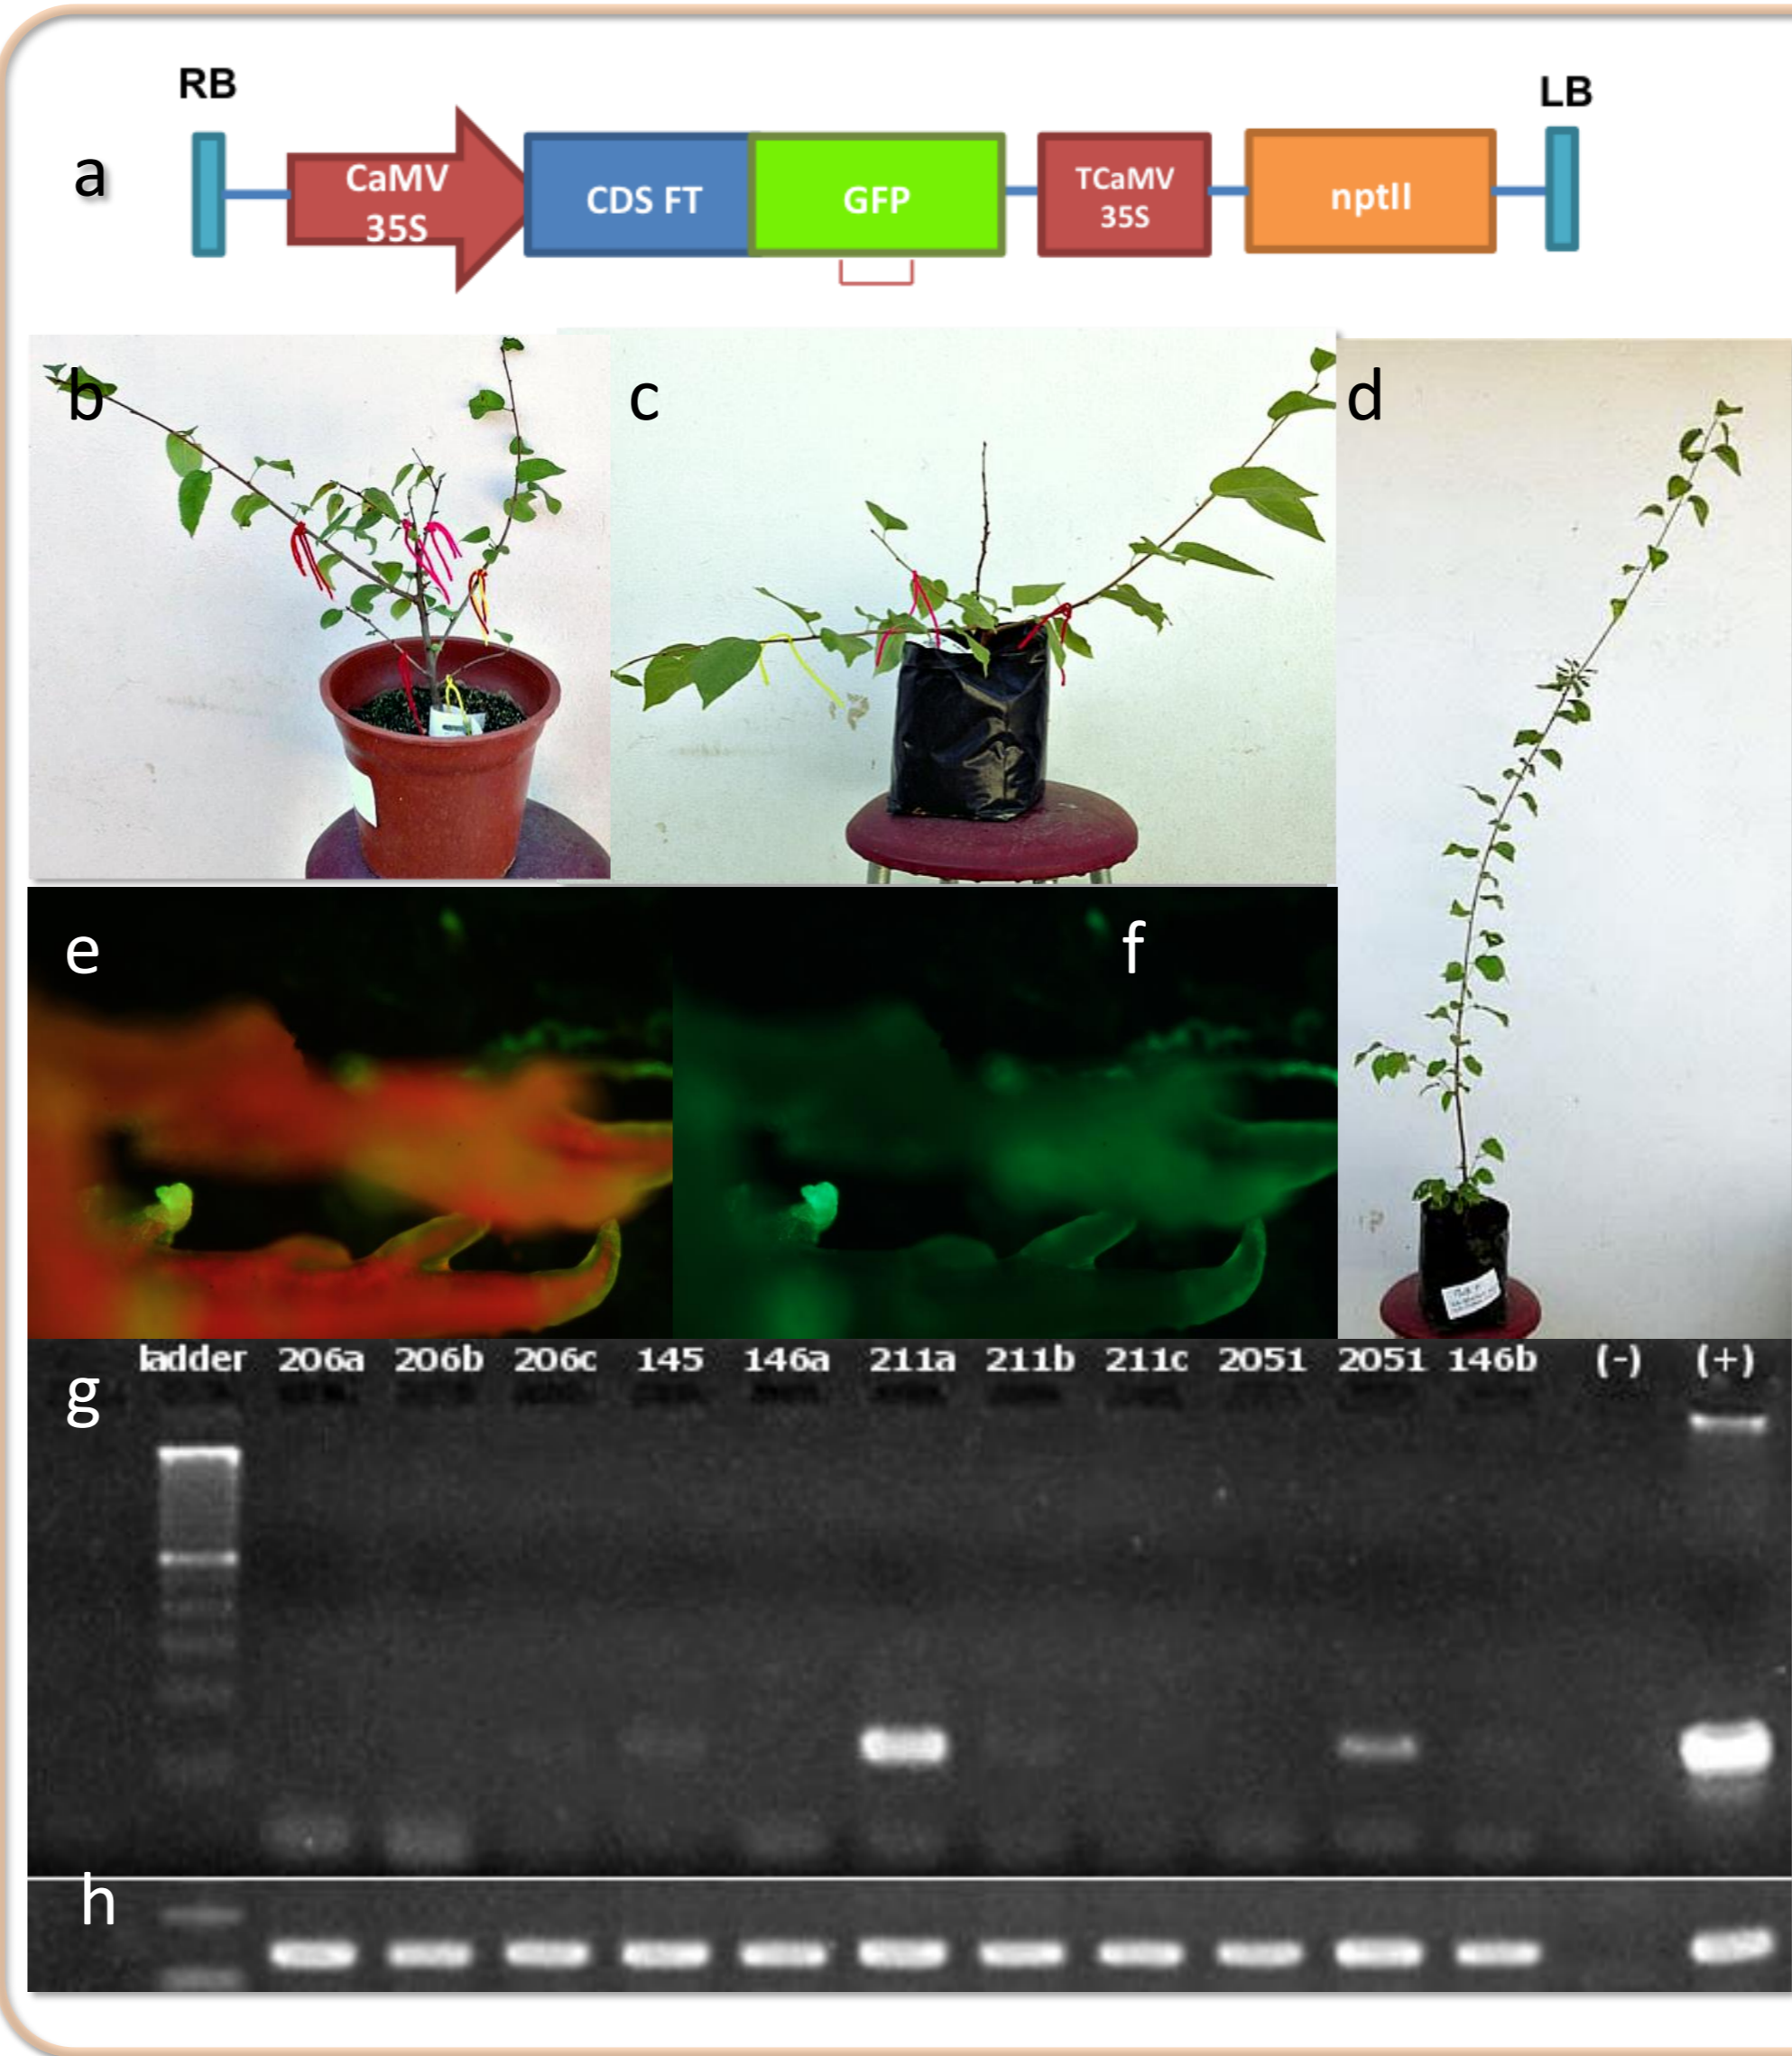 RB
LB
a
CaMV
35S
CDS FT
GFP
TCaMV
35S
nptII
b
c
d
e
f
ladder 206a 206b 206c 145 146a 211a 211b 211c 2051 2051 146b (-) (+)
g
h